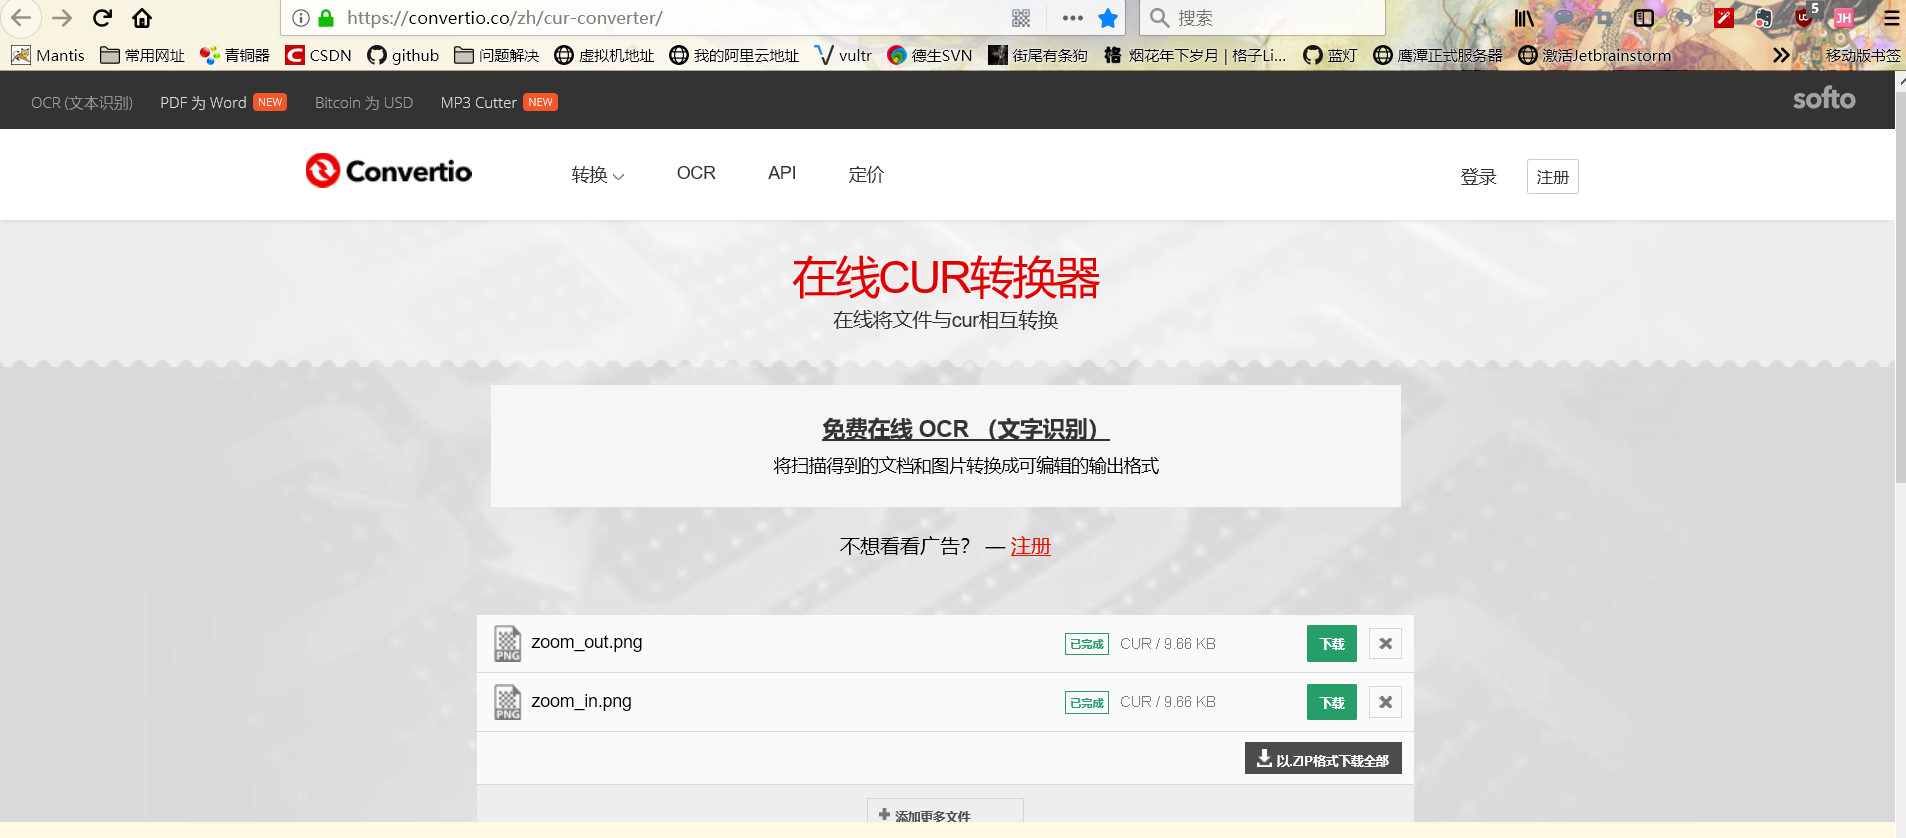 https://convertio.co/zh/cur-converter/
搜索
5
JH
Mantis 常用网址 青铜器 CSDN github 问题解决 虚拟机地址 我的阿里云地址 vultr 德生SVN 街尾有条狗 烟花年下岁月 | 格子Li... 蓝灯 鹰潭正式服务器 激活Jetbrainstorm 移动版书签
OCR (文本识别) PDF 为 Word NEW Bitcoin 为 USD MP3 Cutter NEW softo
Convertio 转换 OCR API 定价 登录 注册
在线CUR转换器
在线将文件与cur相互转换
免费在线 OCR （文字识别）
将扫描得到的文档和图片转换成可编辑的输出格式
不想看看广告? — 注册
PNG zoom_out.png 已完成 CUR / 9.66 KB 下载
PNG zoom_in.png 已完成 CUR / 9.66 KB 下载
以.ZIP格式下载全部
添加更多文件